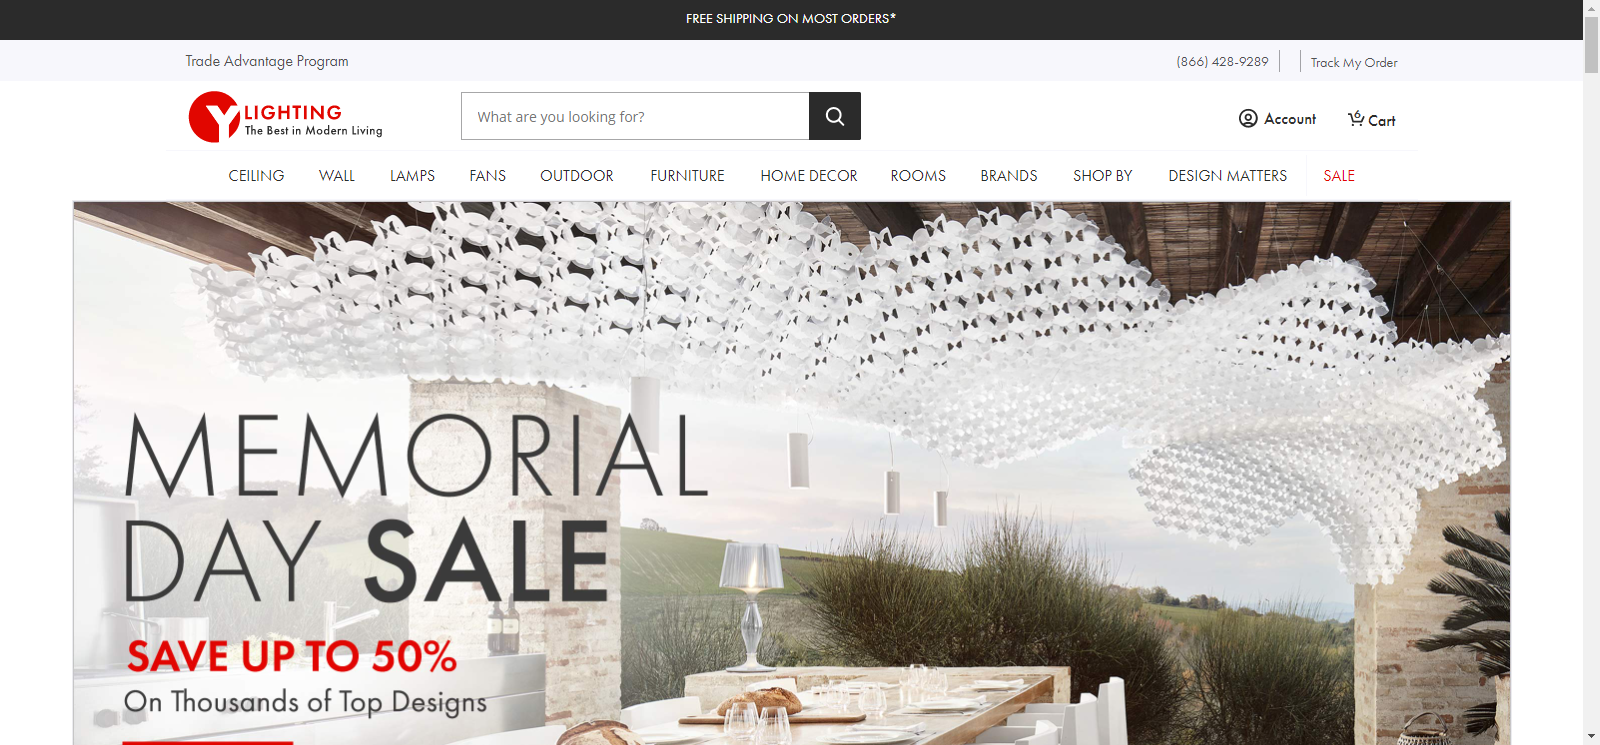 FREE SHIPPING ON MOST ORDERS*
Trade Advantage Program
(866) 428-9289
Track My Order
Y LIGHTING
The Best in Modern Living
What are you looking for?
Account
Cart
CEILING WALL LAMPS FANS OUTDOOR FURNITURE HOME DECOR ROOMS BRANDS SHOP BY DESIGN MATTERS SALE
MEMORIAL
DAY SALE
SAVE UP TO 50%
On Thousands of Top Designs